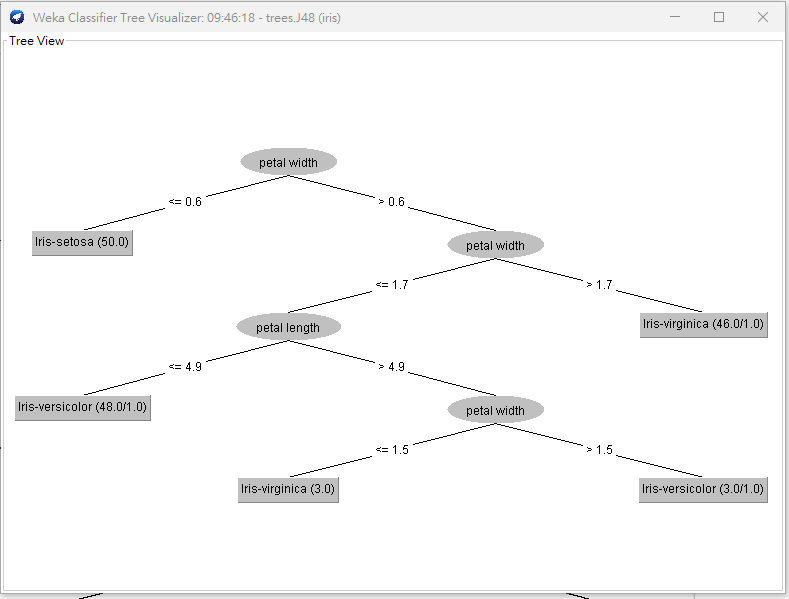 Weka Classifier Tree Visualizer: 09:46:18 - trees.J48 (iris)
Tree View
petal width
<= 0.6
> 0.6
Iris-setosa (50.0)
petal width
<= 1.7
> 1.7
petal length
Iris-virginica (46.0/1.0)
<= 4.9
> 4.9
Iris-versicolor (48.0/1.0)
petal width
<= 1.5
> 1.5
Iris-virginica (3.0)
Iris-versicolor (3.0/1.0)